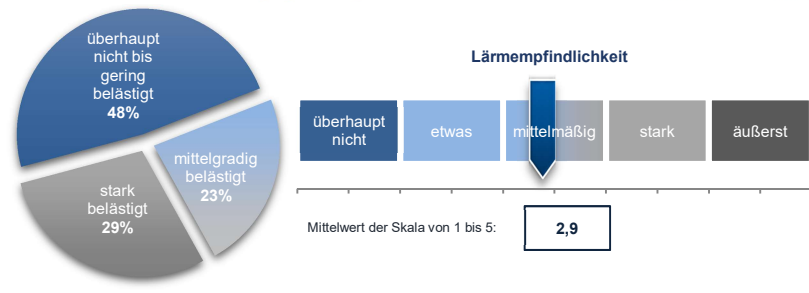 überhaupt
nicht bis
gering
belästigt
48%
mittelgradig
belästigt
23%
stark
belästigt
29%
Lärmempfindlichkeit
überhaupt
nicht
etwas
mittelmäßig
stark
äußerst
Mittelwert der Skala von 1 bis 5:
2,9